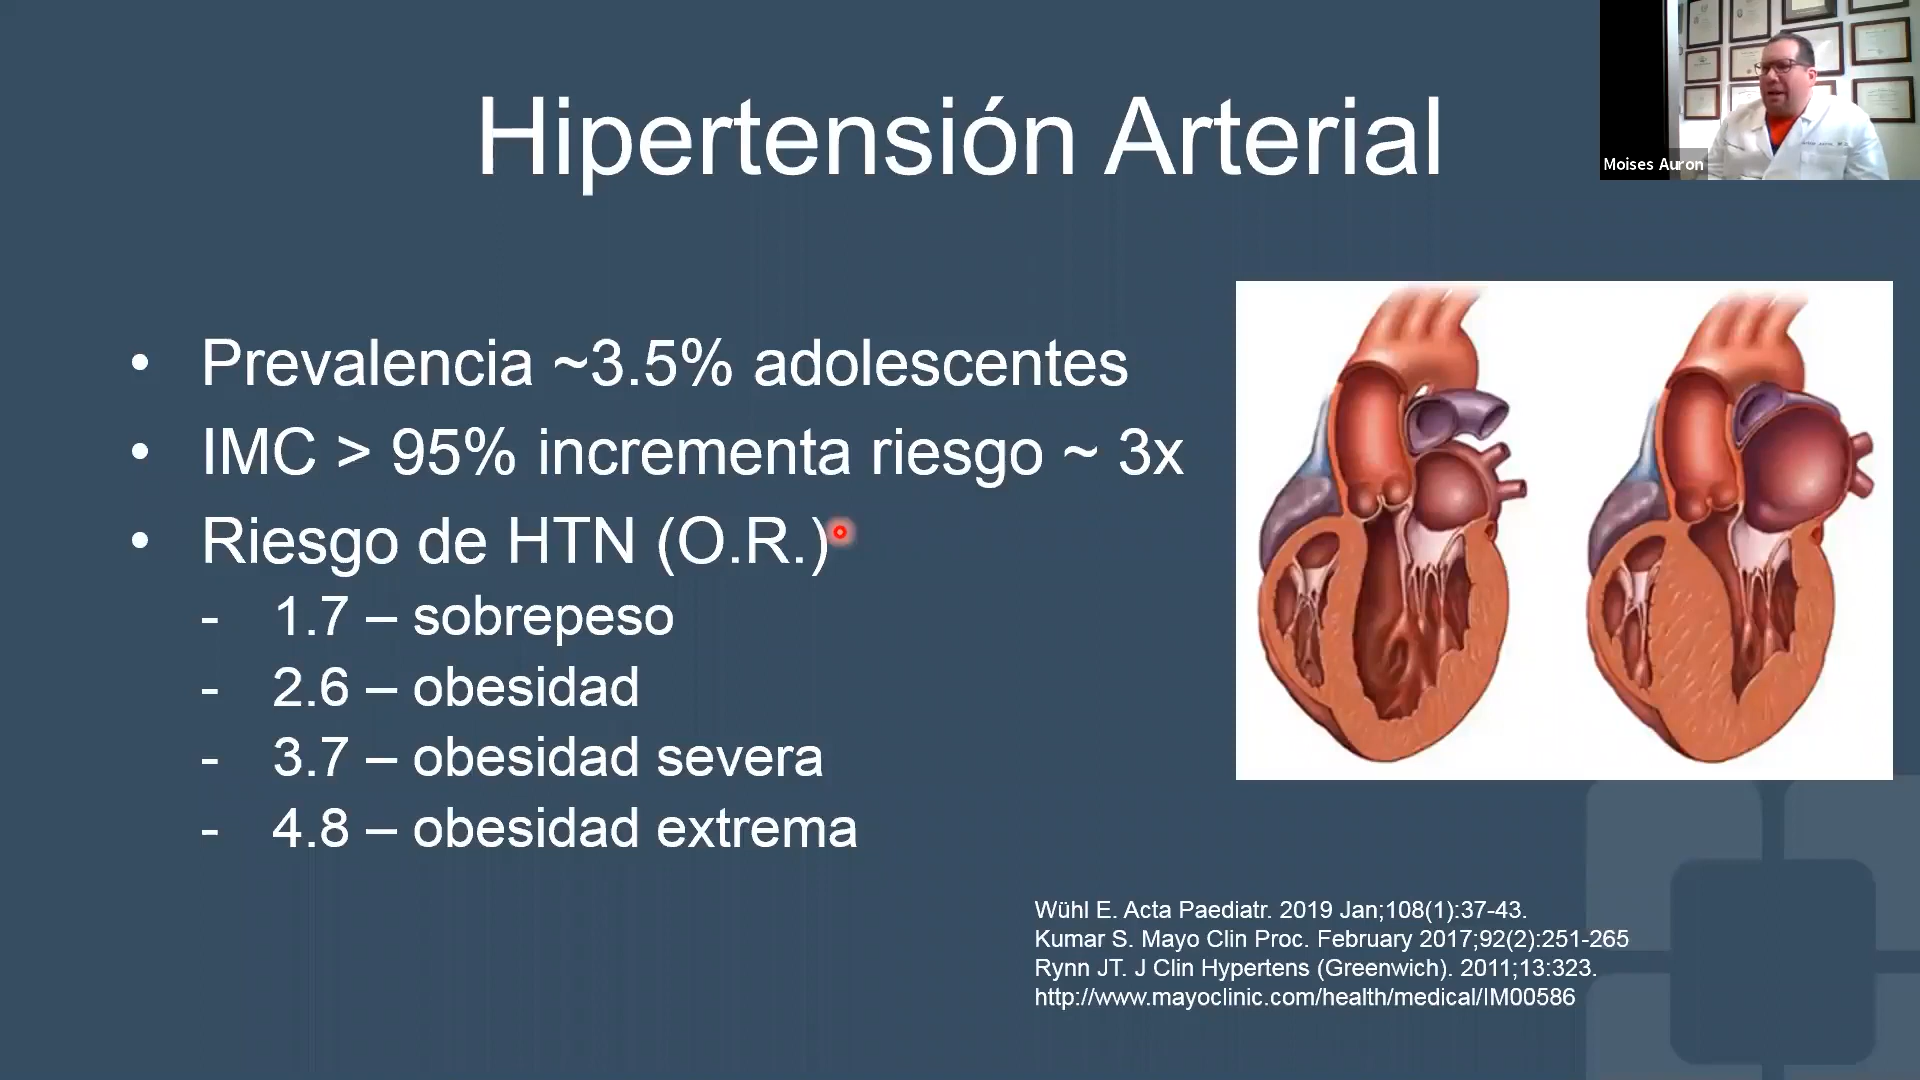 Hipertensión Arterial
Moises Auron
• Prevalencia ~3.5% adolescentes
• IMC > 95% incrementa riesgo ~ 3x
• Riesgo de HTN (O.R.)
- 1.7 – sobrepeso
- 2.6 – obesidad
- 3.7 – obesidad severa
- 4.8 – obesidad extrema
Wühl E. Acta Paediatr. 2019 Jan;108(1):37-43.
Kumar S. Mayo Clin Proc. February 2017;92(2):251-265
Rynn JT. J Clin Hypertens (Greenwich). 2011;13:323.
http://www.mayoclinic.com/health/medical/IM00586